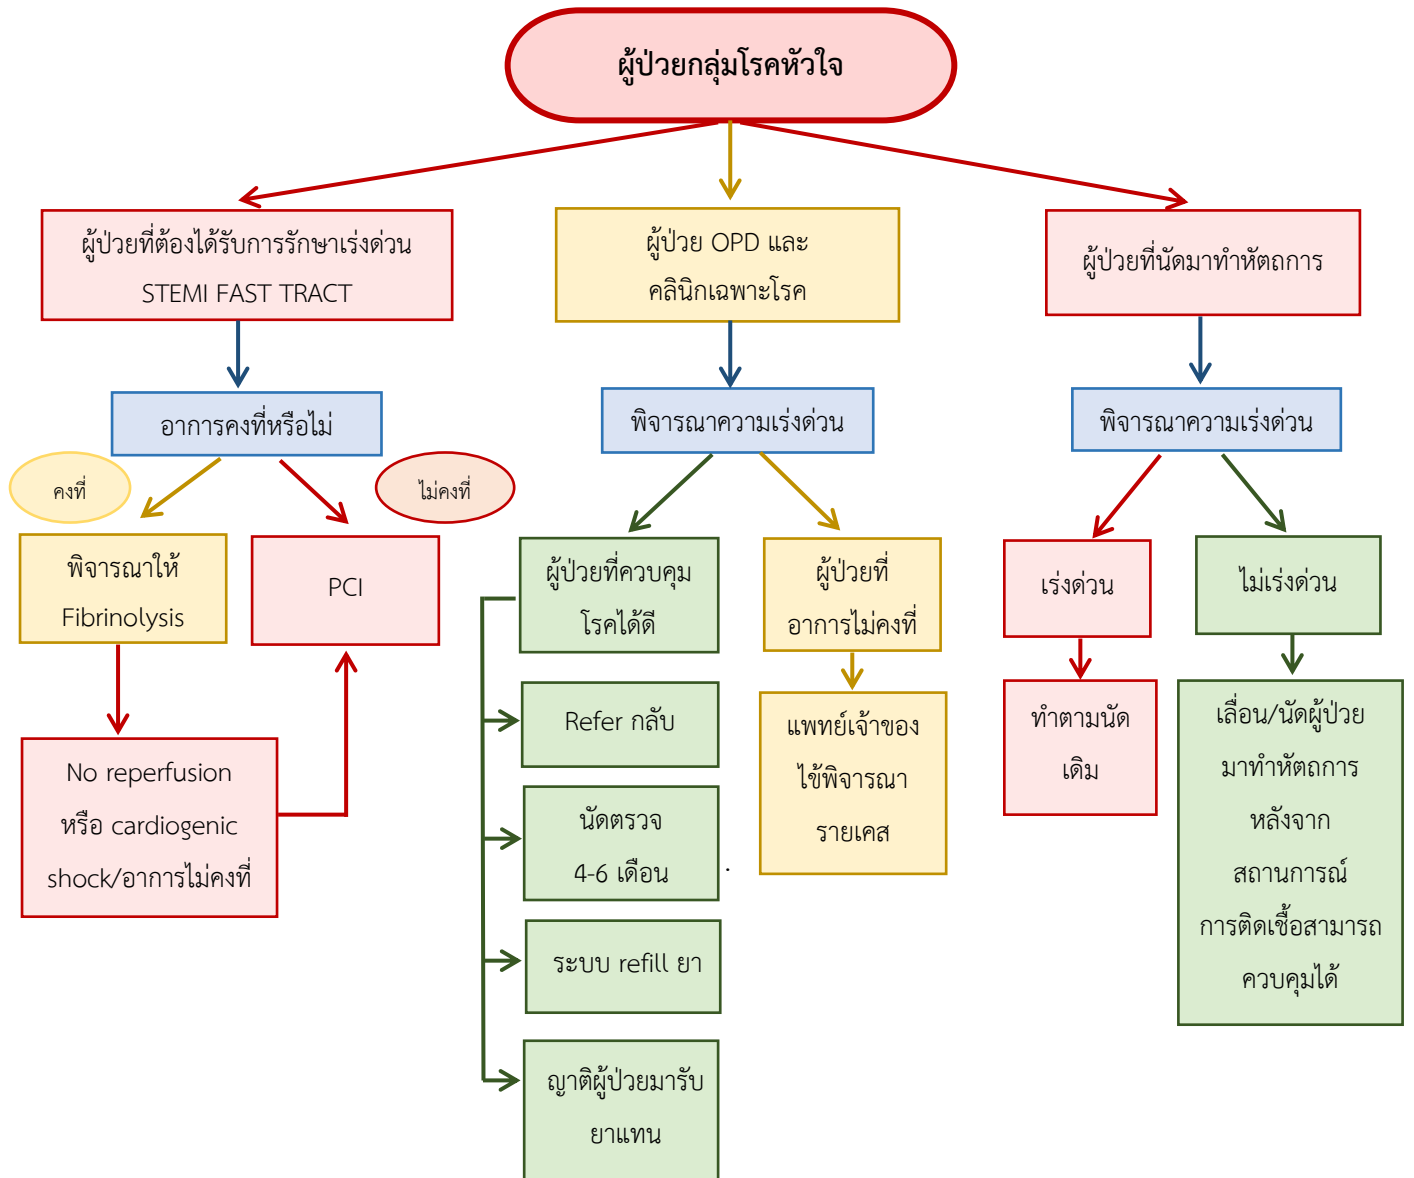 ผู้ป่วยกลุ่มโรคหัวใจ
ผู้ป่วยที่ต้องได้รับการรักษาเร่งด่วน
STEMI FAST TRACT
ผู้ป่วย OPD และ
คลินิกเฉพาะโรค
ผู้ป่วยที่นัดมาทำหัตถการ
อาการคงที่หรือไม่
พิจารณาความเร่งด่วน
พิจารณาความเร่งด่วน
คงที่
ไม่คงที่
พิจารณาให้
Fibrinolysis
PCI
ผู้ป่วยที่ควบคุม
โรคได้ดี
ผู้ป่วยที่
อาการไม่คงที่
เร่งด่วน
ไม่เร่งด่วน
No reperfusion
หรือ cardiogenic
shock/อาการไม่คงที่
Refer กลับ
นัดตรวจ
4-6 เดือน
.
ระบบ refill ยา
ญาติผู้ป่วยมารับ
ยาแทน
แพทย์เจ้าของ
ไข้พิจารณา
รายเคส
ทำตามนัด
เดิม
เลื่อน/นัดผู้ป่วย
มาทำหัตถการ
หลังจาก
สถานการณ์
การติดเชื้อสามารถ
ควบคุมได้